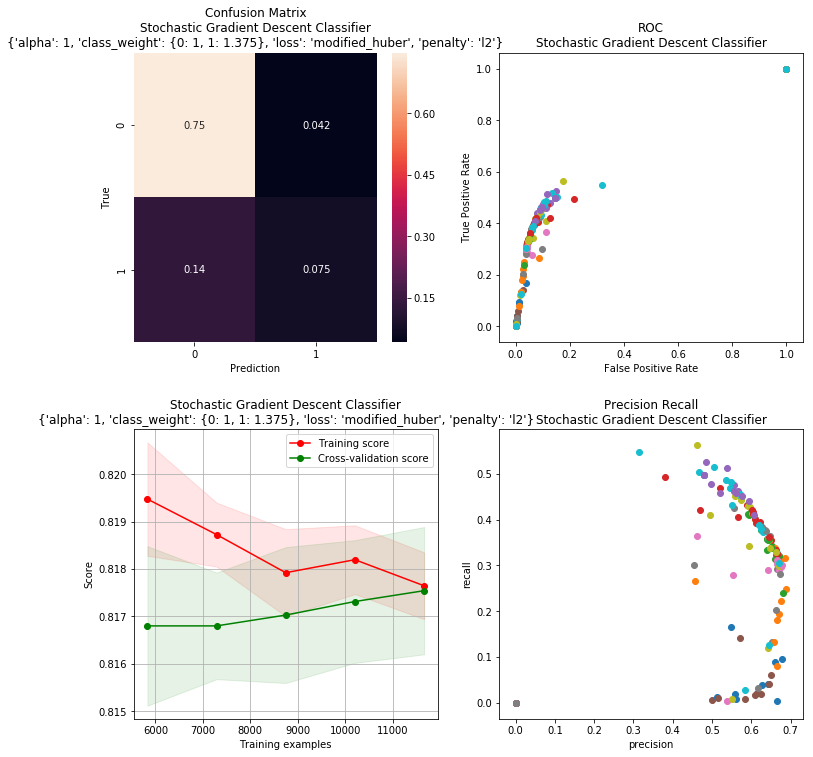 Confusion Matrix
Stochastic Gradient Descent Classifier
{'alpha': 1, 'class_weight': {0: 1, 1: 1.375}, 'loss': 'modified_huber', 'penalty': 'l2'}
0.75
0.042
0.14
0.075
0
1
True
0
1
Prediction
0.60
0.45
0.30
0.15
ROC
Stochastic Gradient Descent Classifier
1.0
0.8
0.6
0.4
0.2
0.0
True Positive Rate
0.0
0.2
0.4
0.6
0.8
1.0
False Positive Rate
Stochastic Gradient Descent Classifier
{'alpha': 1, 'class_weight': {0: 1, 1: 1.375}, 'loss': 'modified_huber', 'penalty': 'l2'}
Training score
Cross-validation score
0.820
0.819
0.818
0.817
0.816
0.815
Score
6000
7000
8000
9000
10000
11000
Training examples
Precision Recall
Stochastic Gradient Descent Classifier
0.5
0.4
0.3
0.2
0.1
0.0
recall
0.0
0.1
0.2
0.3
0.4
0.5
0.6
0.7
precision